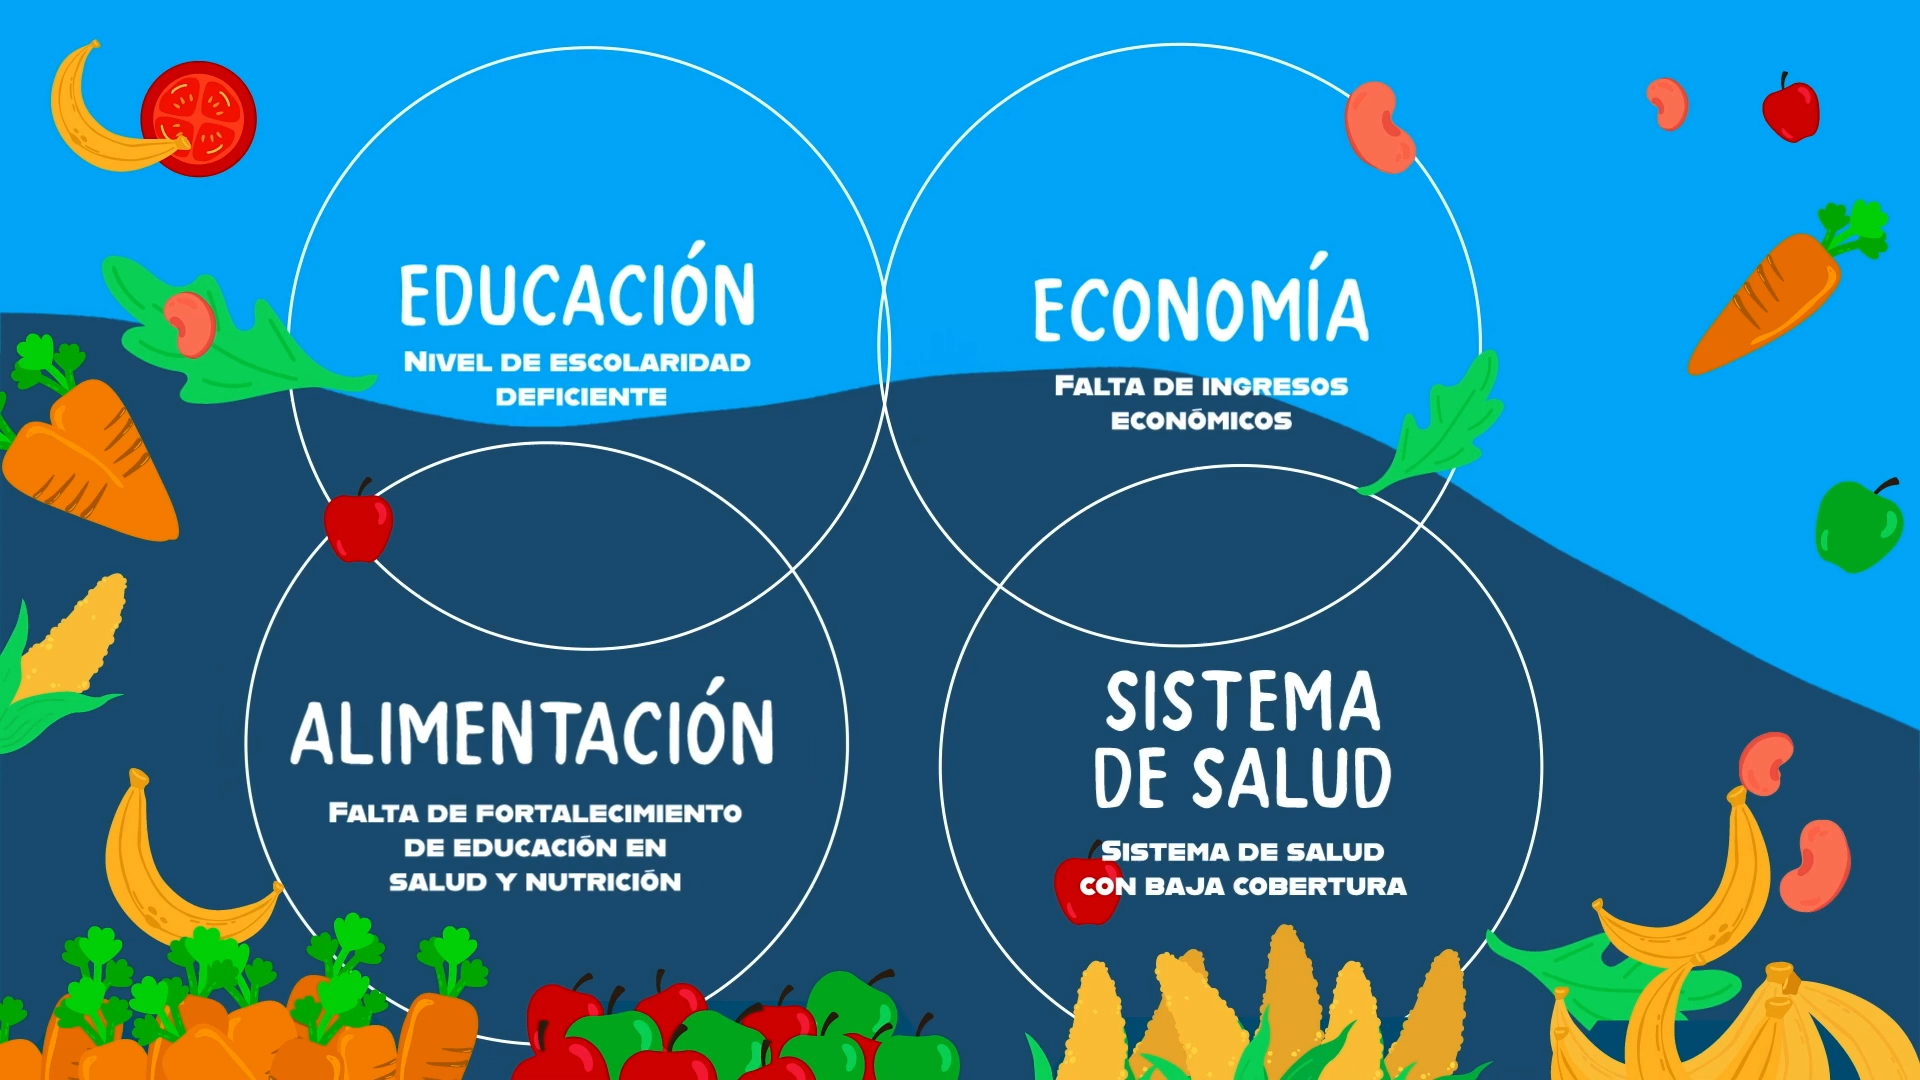 EDUCACIÓN
NIVEL DE ESCOLARIDAD
DEFICIENTE
ECONOMÍA
FALTA DE INGRESOS
ECONÓMICOS
ALIMENTACIÓN
FALTA DE FORTALECIMIENTO
DE EDUCACIÓN EN
SALUD Y NUTRICIÓN
SISTEMA
DE SALUD
SISTEMA DE SALUD
CON BAJA COBERTURA